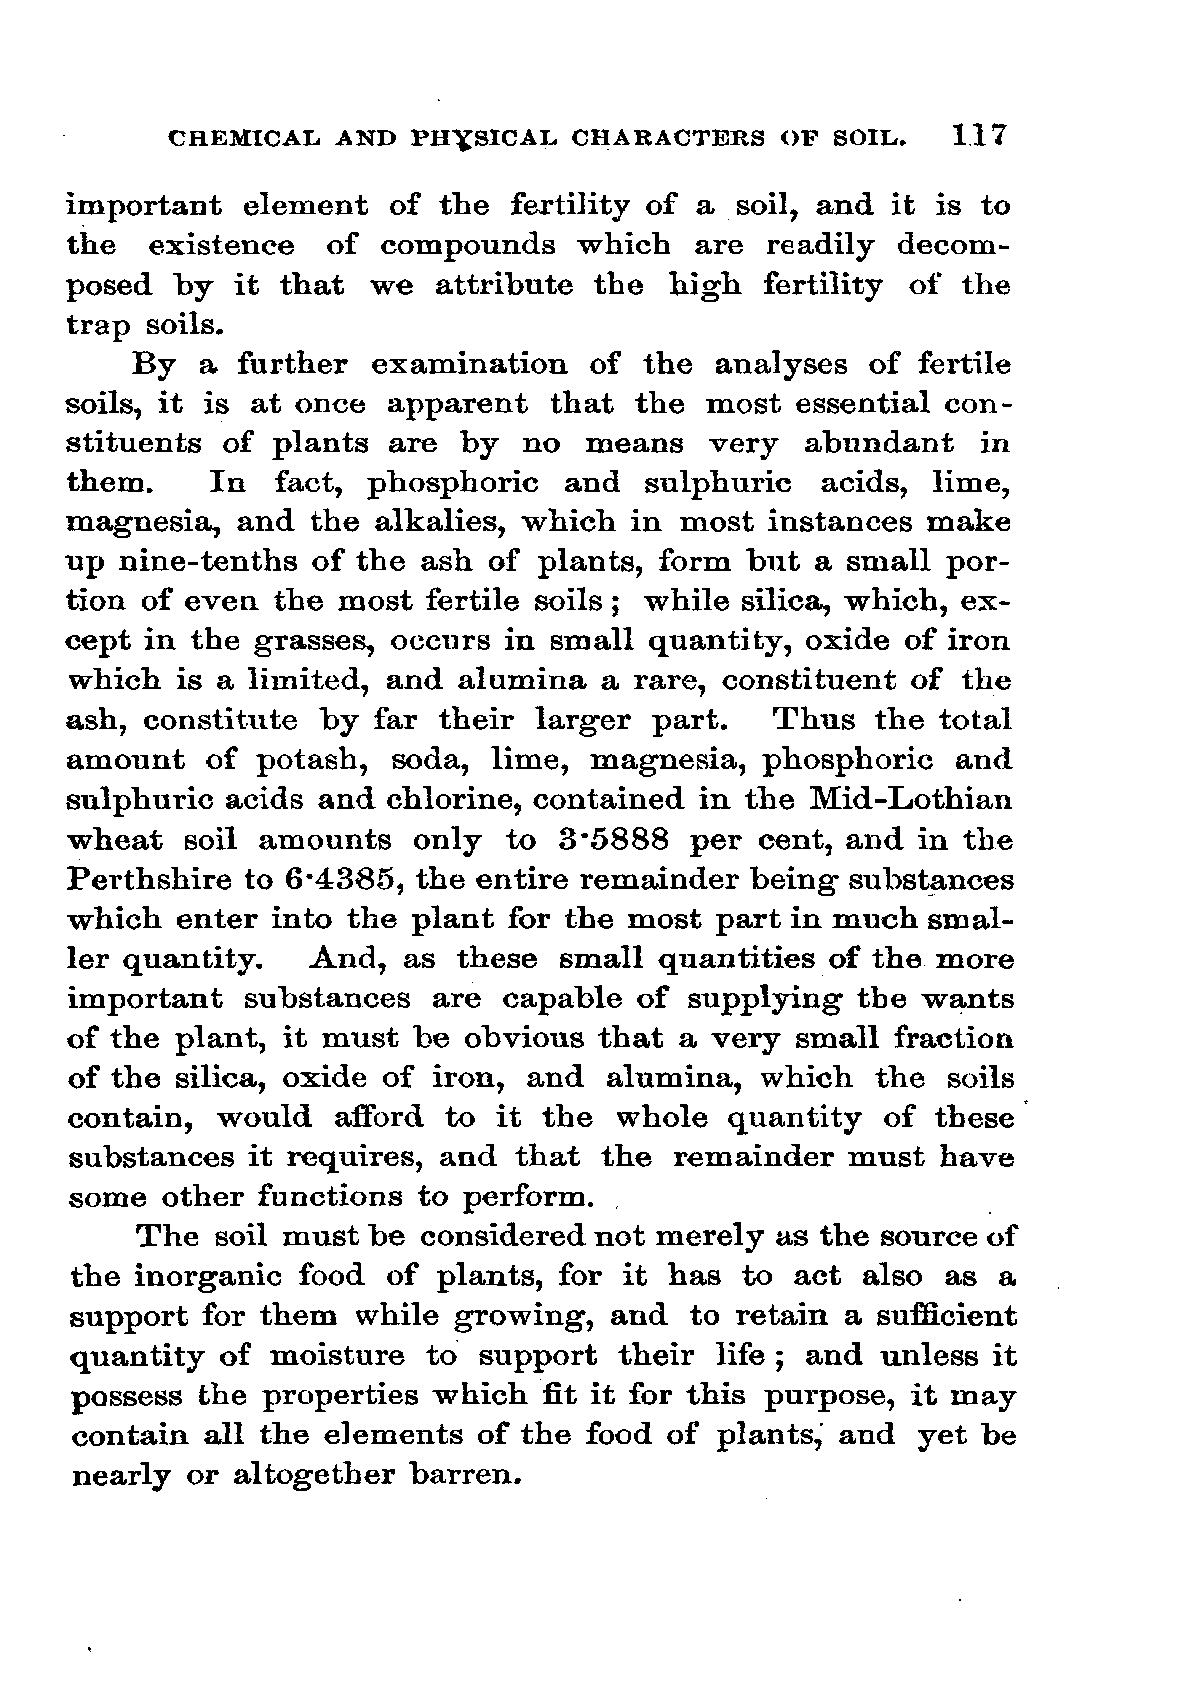 CHEMICAL AND PHYSICAL CHARACTERS OF SOIL. 117
important element of the fertility of a soil, and it is to
the existence of compounds which are readily decom-
posed by it that we attribute the high fertility of the
trap soils.
By a further examination of the analyses of fertile
soils, it is at once apparent that the most essential con-
stituents of plants are by no means very abundant in
them. In fact, phosphoric and sulphuric acids, lime,
magnesia, and the alkalies, which in most instances make
up nine-tenths of the ash of plants, form but a small por-
tion of even the most fertile soils; while silica, which, ex-
cept in the grasses, occurs in small quantity, oxide of iron
which is a limited, and alumina a rare, constituent of the
ash, constitute by far their larger part. Thus the total
amount of potash, soda, lime, magnesia, phosphoric and
sulphuric acids and chlorine, contained in the Mid-Lothian
wheat soil amounts only to 3·5888 per cent, and in the
Perthshire to 6·4385, the entire remainder being substances
which enter into the plant for the most part in much smal-
ler quantity. And, as these small quantities of the more
important substances are capable of supplying the wants
of the plant, it must be obvious that a very small fraction
of the silica, oxide of iron, and alumina, which the soils
contain, would afford to it the whole quantity of these
substances it requires, and that the remainder must have
some other functions to perform.
The soil must be considered not merely as the source of
the inorganic food of plants, for it has to act also as a
support for them while growing, and to retain a sufficient
quantity of moisture to support their life; and unless it
possess the properties which fit it for this purpose, it may
contain all the elements of the food of plants, and yet be
nearly or altogether barren.